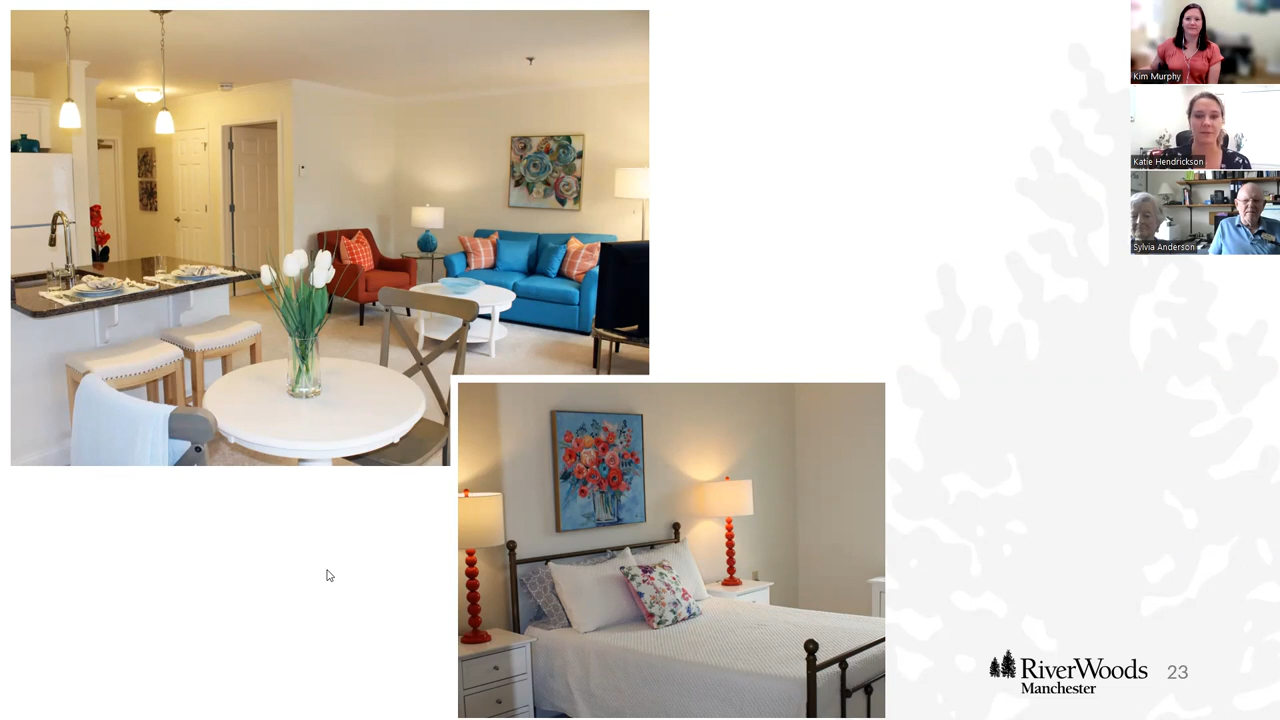 Kim Murphy
Katie Hendrickson
Sylvia Anderson
RiverWoods
Manchester
23